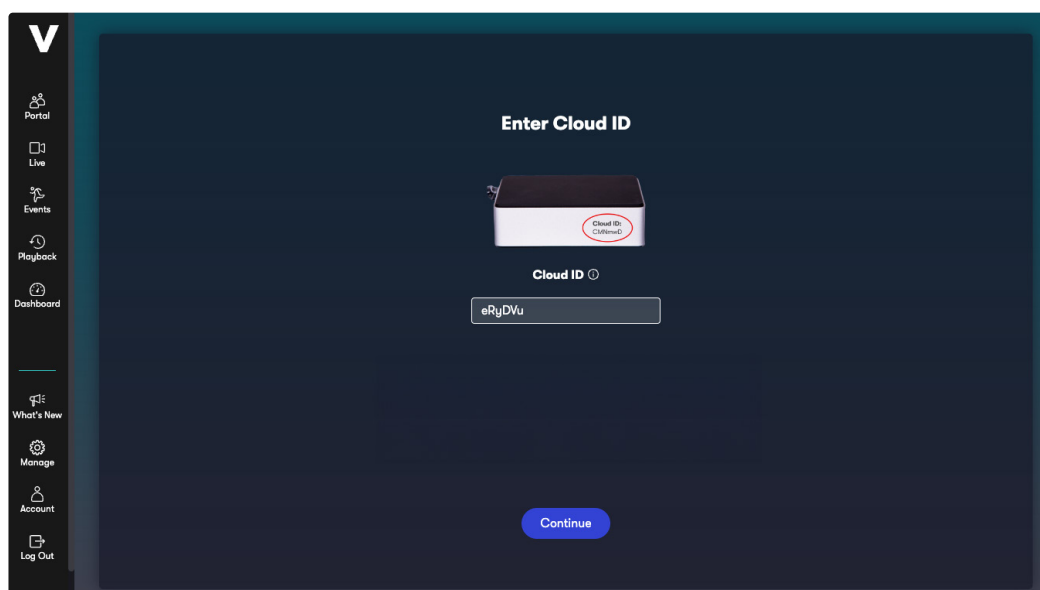 V
Portal
Live
Events
Playback
Dashboard
What's New
Manage
Account
Log Out
Enter Cloud ID
Cloud ID:
CMNmeD
Cloud ID
eRyDVu
Continue